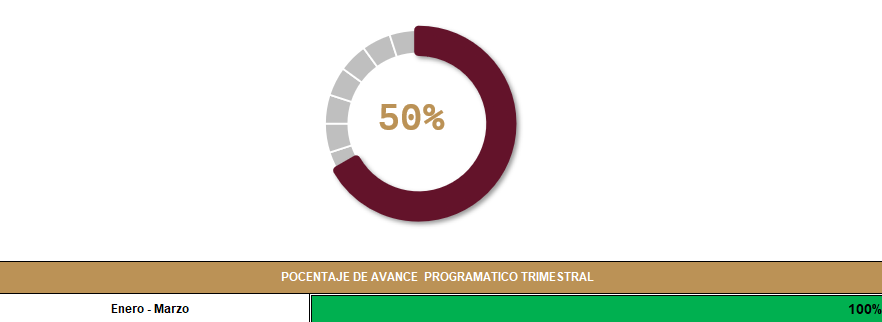 50%
POCENTAJE DE AVANCE PROGRAMATICO TRIMESTRAL
Enero - Marzo
100%